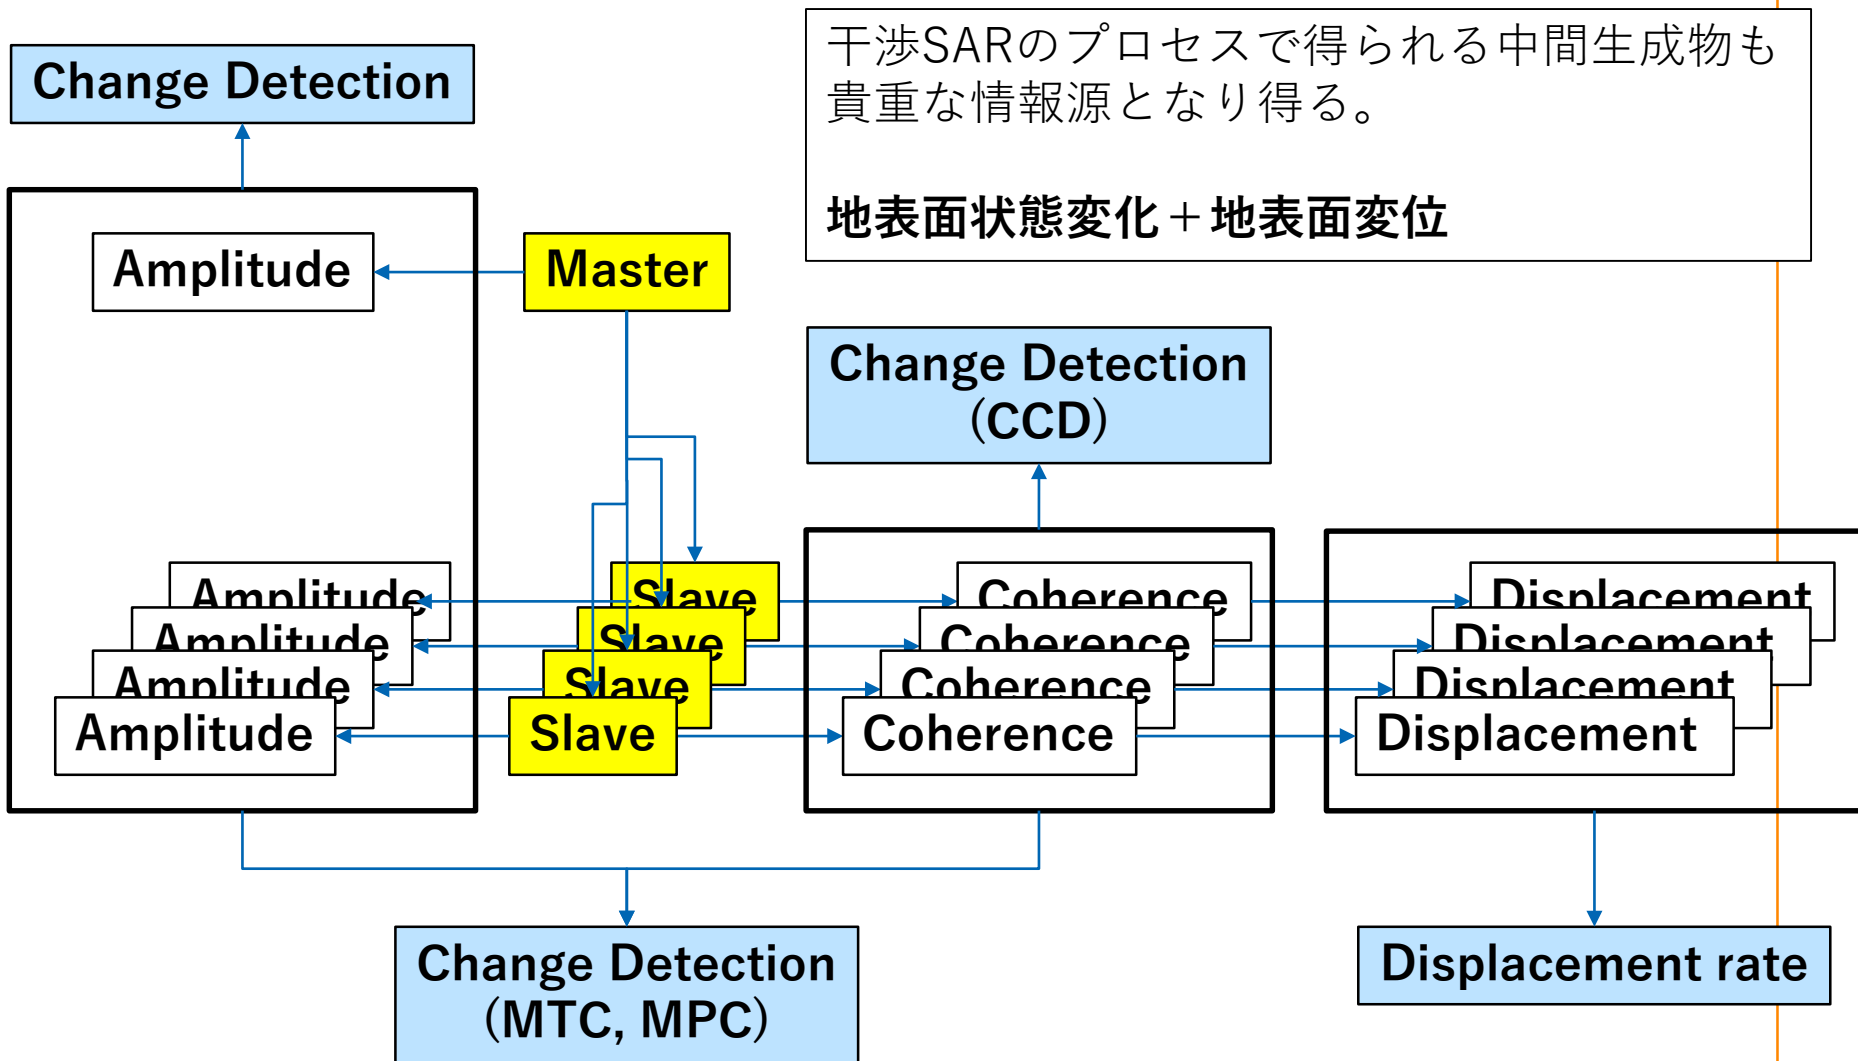 干渉SARのプロセスで得られる中間生成物も
貴重な情報源となり得る。
地表面状態変化＋地表面変位
Change Detection
Amplitude
Master
Change Detection
(CCD)
Amplitude
Slave
Coherence
Displacement
Amplitude
Slave
Coherence
Displacement
Amplitude
Slave
Coherence
Displacement
Amplitude
Slave
Coherence
Displacement
Change Detection
(MTC, MPC)
Displacement rate